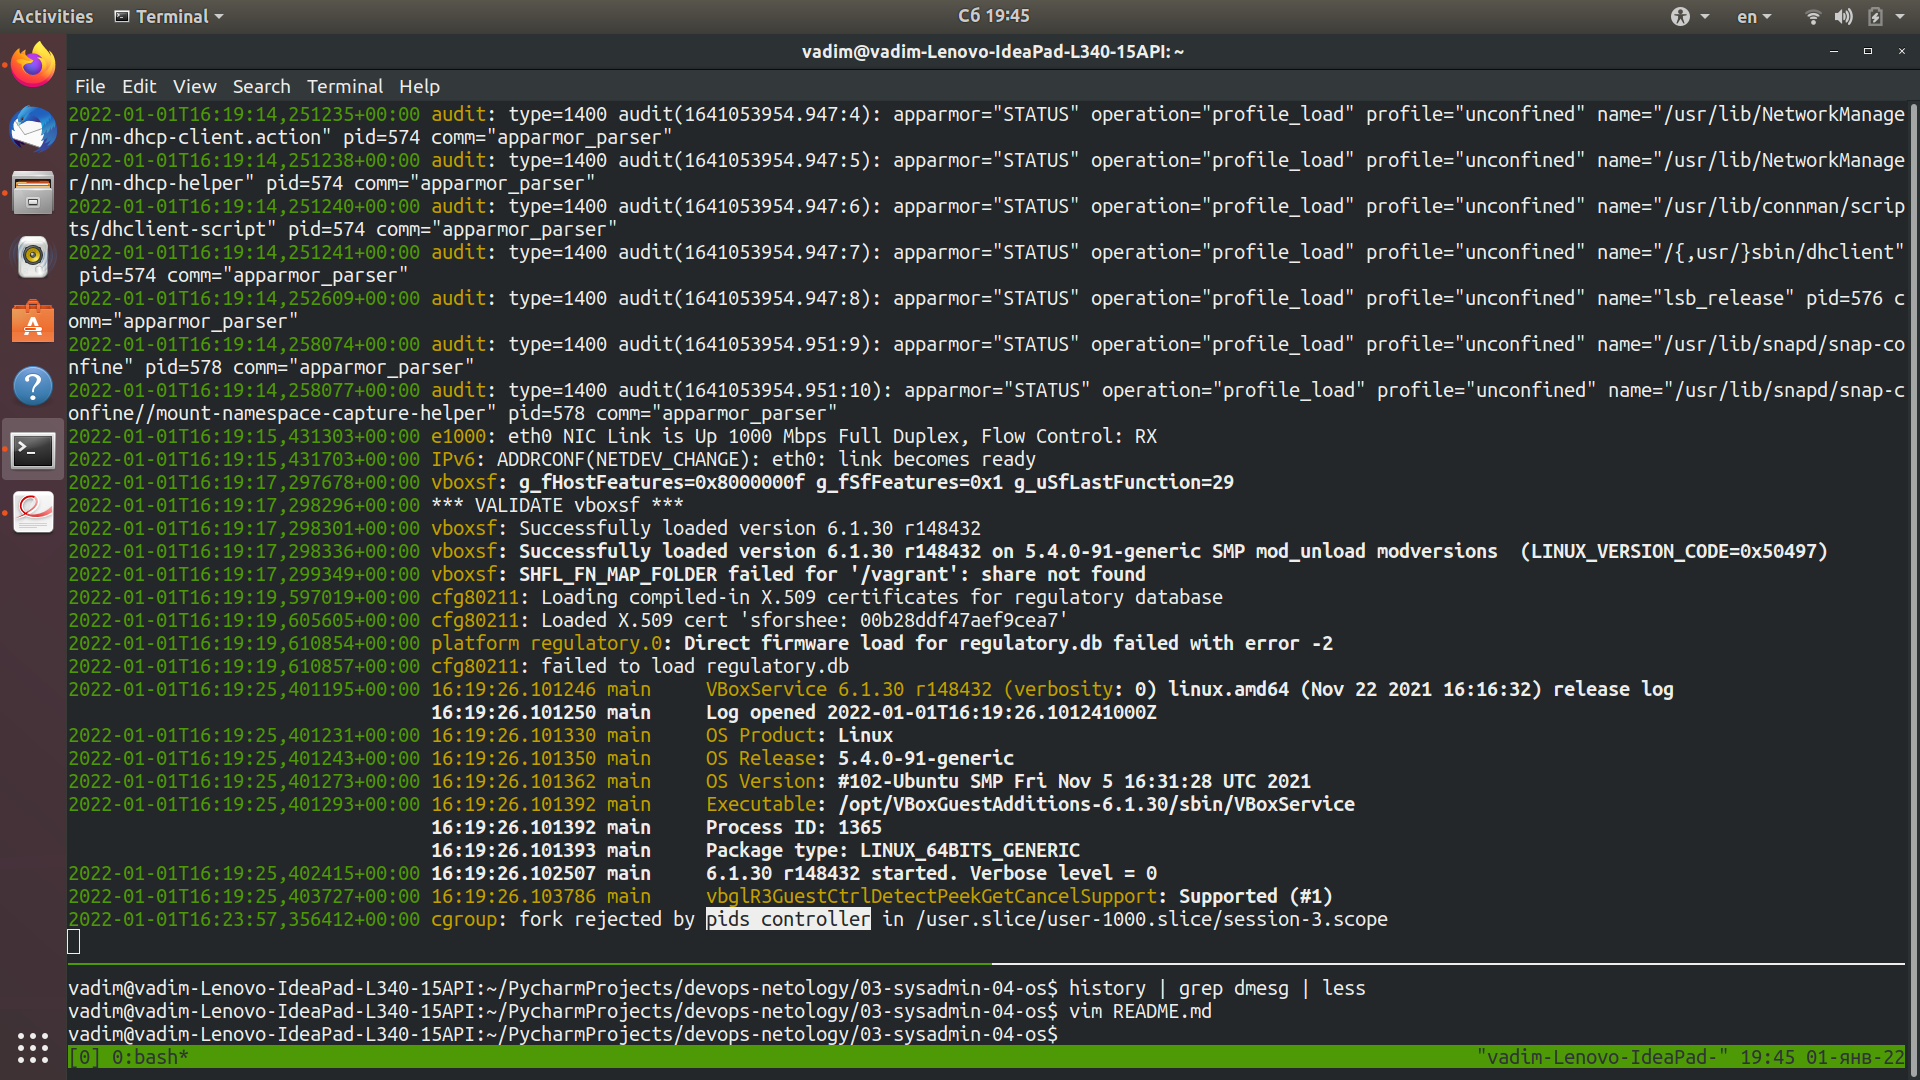 Activities Terminal Сб 19:45 en
vadim@vadim-Lenovo-IdeaPad-L340-15API: ~
File Edit View Search Terminal Help
2022-01-01T16:19:14,251235+00:00 audit: type=1400 audit(1641053954.947:4): apparmor="STATUS" operation="profile_load" profile="unconfined" name="/usr/lib/NetworkManage
r/nm-dhcp-client.action" pid=574 comm="apparmor_parser"
2022-01-01T16:19:14,251238+00:00 audit: type=1400 audit(1641053954.947:5): apparmor="STATUS" operation="profile_load" profile="unconfined" name="/usr/lib/NetworkManage
r/nm-dhcp-helper" pid=574 comm="apparmor_parser"
2022-01-01T16:19:14,251240+00:00 audit: type=1400 audit(1641053954.947:6): apparmor="STATUS" operation="profile_load" profile="unconfined" name="/usr/lib/connman/scrip
ts/dhclient-script" pid=574 comm="apparmor_parser"
2022-01-01T16:19:14,251241+00:00 audit: type=1400 audit(1641053954.947:7): apparmor="STATUS" operation="profile_load" profile="unconfined" name="/{,usr/}sbin/dhclient"
pid=574 comm="apparmor_parser"
2022-01-01T16:19:14,252609+00:00 audit: type=1400 audit(1641053954.947:8): apparmor="STATUS" operation="profile_load" profile="unconfined" name="lsb_release" pid=576 c
omm="apparmor_parser"
2022-01-01T16:19:14,258074+00:00 audit: type=1400 audit(1641053954.951:9): apparmor="STATUS" operation="profile_load" profile="unconfined" name="/usr/lib/snapd/snap-co
nfine" pid=578 comm="apparmor_parser"
2022-01-01T16:19:14,258077+00:00 audit: type=1400 audit(1641053954.951:10): apparmor="STATUS" operation="profile_load" profile="unconfined" name="/usr/lib/snapd/snap-c
onfine//mount-namespace-capture-helper" pid=578 comm="apparmor_parser"
2022-01-01T16:19:15,431303+00:00 e1000: eth0 NIC Link is Up 1000 Mbps Full Duplex, Flow Control: RX
2022-01-01T16:19:15,431703+00:00 IPv6: ADDRCONF(NETDEV_CHANGE): eth0: link becomes ready
2022-01-01T16:19:17,297678+00:00 vboxsf: g_fHostFeatures=0x8000000f g_fSfFeatures=0x1 g_uSfLastFunction=29
2022-01-01T16:19:17,298296+00:00 *** VALIDATE vboxsf ***
2022-01-01T16:19:17,298301+00:00 vboxsf: Successfully loaded version 6.1.30 r148432
2022-01-01T16:19:17,298336+00:00 vboxsf: Successfully loaded version 6.1.30 r148432 on 5.4.0-91-generic SMP mod_unload modversions  (LINUX_VERSION_CODE=0x50497)
2022-01-01T16:19:17,299349+00:00 vboxsf: SHFL_FN_MAP_FOLDER failed for '/vagrant': share not found
2022-01-01T16:19:19,597019+00:00 cfg80211: Loading compiled-in X.509 certificates for regulatory database
2022-01-01T16:19:19,605605+00:00 cfg80211: Loaded X.509 cert 'sforshee: 00b28ddf47aef9cea7'
2022-01-01T16:19:19,610854+00:00 platform regulatory.0: Direct firmware load for regulatory.db failed with error -2
2022-01-01T16:19:19,610857+00:00 cfg80211: failed to load regulatory.db
2022-01-01T16:19:25,401195+00:00 16:19:26.101246 main     VBoxService 6.1.30 r148432 (verbosity: 0) linux.amd64 (Nov 22 2021 16:16:32) release log
16:19:26.101250 main     Log opened 2022-01-01T16:19:26.101241000Z
2022-01-01T16:19:25,401231+00:00 16:19:26.101330 main     OS Product: Linux
2022-01-01T16:19:25,401243+00:00 16:19:26.101350 main     OS Release: 5.4.0-91-generic
2022-01-01T16:19:25,401273+00:00 16:19:26.101362 main     OS Version: #102-Ubuntu SMP Fri Nov 5 16:31:28 UTC 2021
2022-01-01T16:19:25,401293+00:00 16:19:26.101392 main     Executable: /opt/VBoxGuestAdditions-6.1.30/sbin/VBoxService
16:19:26.101392 main     Process ID: 1365
16:19:26.101393 main     Package type: LINUX_64BITS_GENERIC
2022-01-01T16:19:25,402415+00:00 16:19:26.102507 main     6.1.30 r148432 started. Verbose level = 0
2022-01-01T16:19:25,403727+00:00 16:19:26.103786 main     vbglR3GuestCtrlDetectPeekGetCancelSupport: Supported (#1)
2022-01-01T16:23:57,356412+00:00 cgroup: fork rejected by pids controller in /user.slice/user-1000.slice/session-3.scope
vadim@vadim-Lenovo-IdeaPad-L340-15API:~/PycharmProjects/devops-netology/03-sysadmin-04-os$ history | grep dmesg | less
vadim@vadim-Lenovo-IdeaPad-L340-15API:~/PycharmProjects/devops-netology/03-sysadmin-04-os$ vim README.md
vadim@vadim-Lenovo-IdeaPad-L340-15API:~/PycharmProjects/devops-netology/03-sysadmin-04-os$
[0] 0:bash* "vadim-Lenovo-IdeaPad-" 19:45 01-янв-22